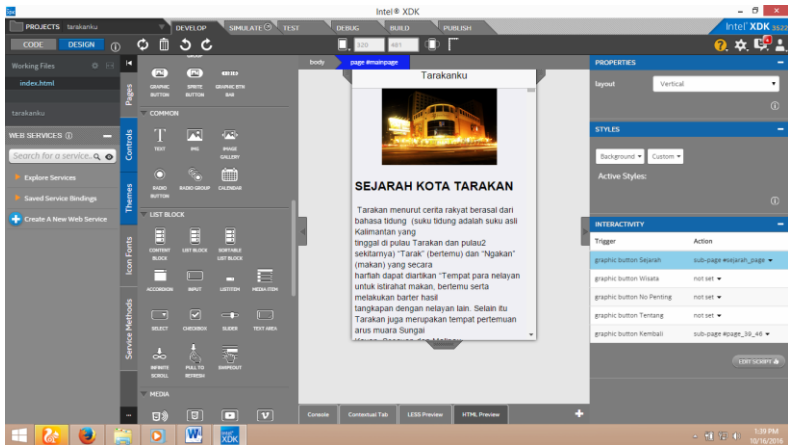 Intel® XDK
PROJECTS tarakanku
DEVELOP
SIMULATE
TEST
DEBUG
BUILD
PUBLISH
Intel® XDK 3522
CODE
DESIGN
320
481
Working Files
index.html
tarakanku
WEB SERVICES
Search for a service..
Explore Services
Saved Service Bindings
Create A New Web Service
Pages
Controls
Themes
Icon Fonts
Service Methods
GRAPHIC BUTTON
SPRITE BUTTON
GRAPHIC BTN BAR
COMMON
TEXT
IMG
IMAGE GALLERY
RADIO BUTTON
RADIO GROUP
CALENDAR
LIST BLOCK
CONTENT BLOCK
LIST BLOCK
SORTABLE LIST BLOCK
ACCORDION
INPUT
LISTITEM
MEDIA ITEM
SELECT
CHECKBOX
SLIDER
TEXT AREA
INFINITE SCROLL
PULL TO REFRESH
SWIPEOUT
MEDIA
body
page #mainpage
Tarakanku
SEJARAH KOTA TARAKAN
Tarakan menurut cerita rakyat berasal dari
bahasa tidung (suku tidung adalah suku asli
Kalimantan yang
tinggal di pulau Tarakan dan pulau2
sekitarnya) “Tarak” (bertemu) dan “Ngakan”
(makan) yang secara
harfiah dapat diartikan “Tempat para nelayan
untuk istirahat makan, bertemu serta
melakukan barter hasil
tangkapan dengan nelayan lain. Selain itu
Tarakan juga merupakan tempat pertemuan
arus muara Sungai
Console
Contextual Tab
LESS Preview
HTML Preview
PROPERTIES
layout
Vertical
STYLES
Background
Custom
Active Styles:
INTERACTIVITY
Trigger
Action
graphic button Sejarah
sub-page #sejarah_page
graphic button Wisata
not set
graphic button No Penting
not set
graphic button Tentang
not set
graphic button Kembali
sub-page #page_39_46
EDIT SCRIPT
W
XDK
1:39 PM
10/16/2016